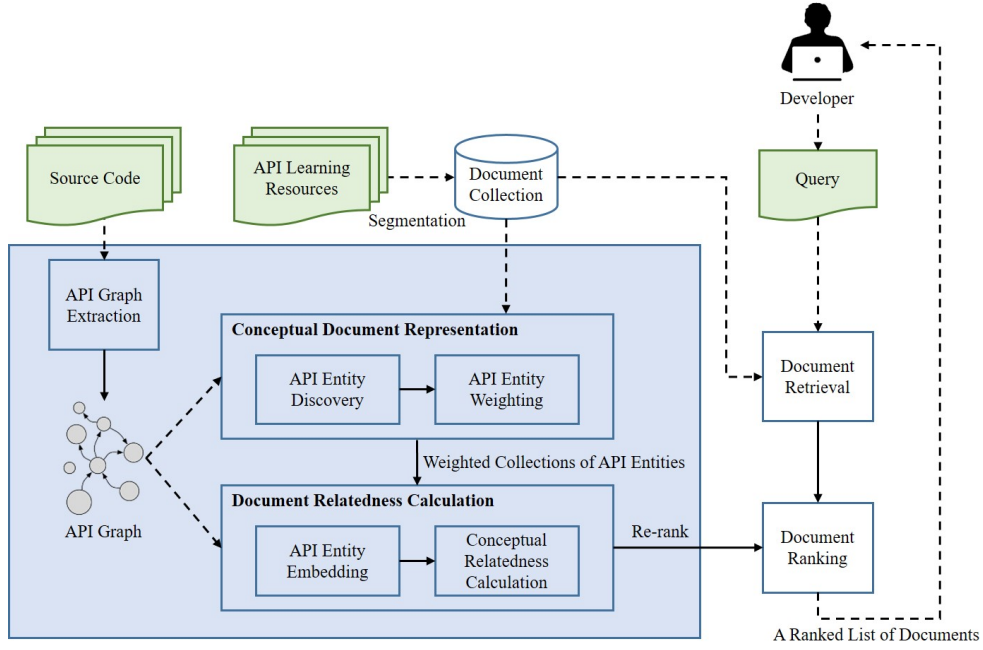 Developer
Source Code
API Learning
Resources
Document
Collection
Query
Segmentation
API Graph
Extraction
Conceptual Document Representation
API Entity
Discovery
API Entity
Weighting
Document
Retrieval
Weighted Collections of API Entities
API Graph
Document Relatedness Calculation
API Entity
Embedding
Conceptual
Relatedness
Calculation
Re-rank
Document
Ranking
A Ranked List of Documents